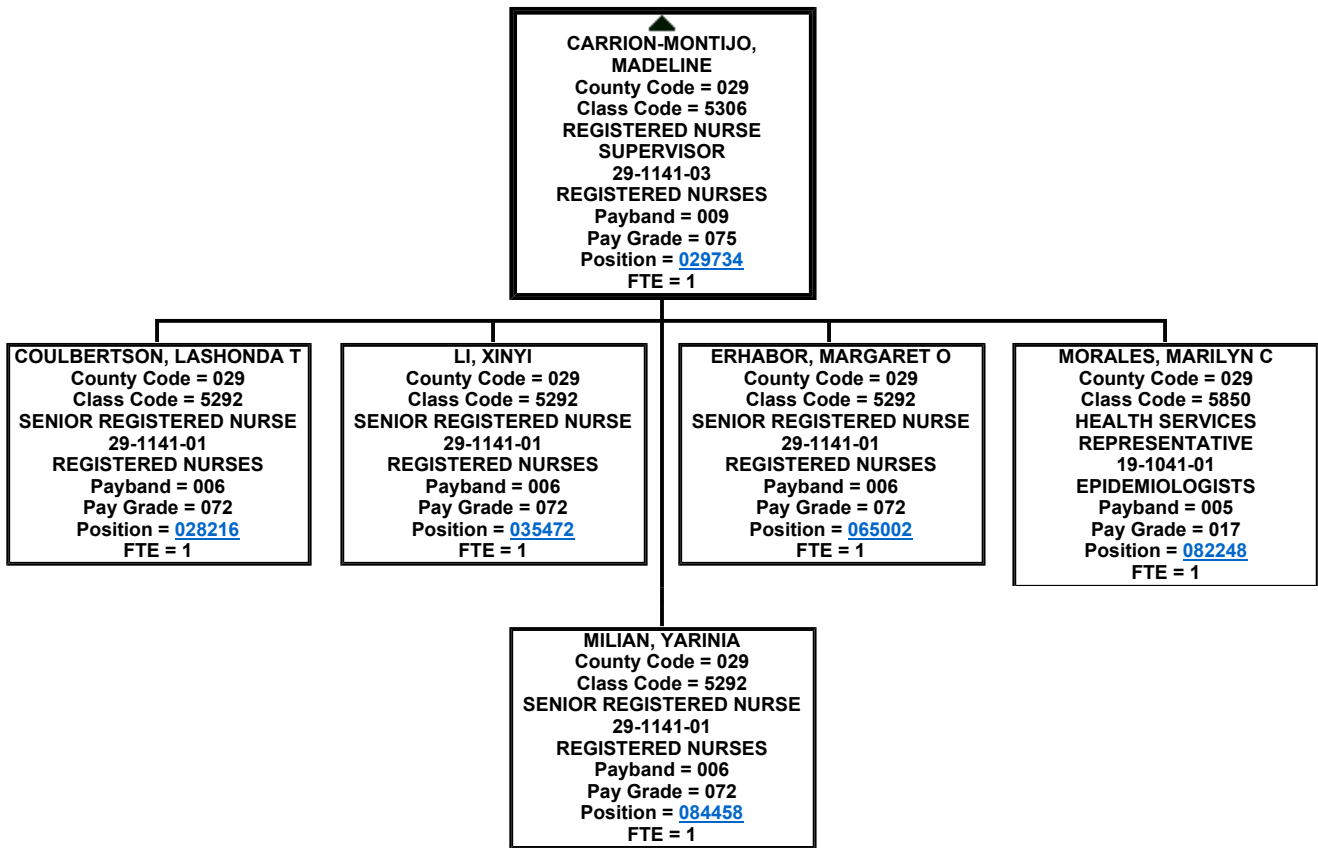 CARRION-MONTIJO,
MADELINE
County Code = 029
Class Code = 5306
REGISTERED NURSE
SUPERVISOR
29-1141-03
REGISTERED NURSES
Payband = 009
Pay Grade = 075
Position = 029734
FTE = 1
COULBERTSON, LASHONDA T
County Code = 029
Class Code = 5292
SENIOR REGISTERED NURSE
29-1141-01
REGISTERED NURSES
Payband = 006
Pay Grade = 072
Position = 028216
FTE = 1
LI, XINYI
County Code = 029
Class Code = 5292
SENIOR REGISTERED NURSE
29-1141-01
REGISTERED NURSES
Payband = 006
Pay Grade = 072
Position = 035472
FTE = 1
ERHABOR, MARGARET O
County Code = 029
Class Code = 5292
SENIOR REGISTERED NURSE
29-1141-01
REGISTERED NURSES
Payband = 006
Pay Grade = 072
Position = 065002
FTE = 1
MORALES, MARILYN C
County Code = 029
Class Code = 5850
HEALTH SERVICES
REPRESENTATIVE
19-1041-01
EPIDEMIOLOGISTS
Payband = 005
Pay Grade = 017
Position = 082248
FTE = 1
MILIAN, YARINIA
County Code = 029
Class Code = 5292
SENIOR REGISTERED NURSE
29-1141-01
REGISTERED NURSES
Payband = 006
Pay Grade = 072
Position = 084458
FTE = 1